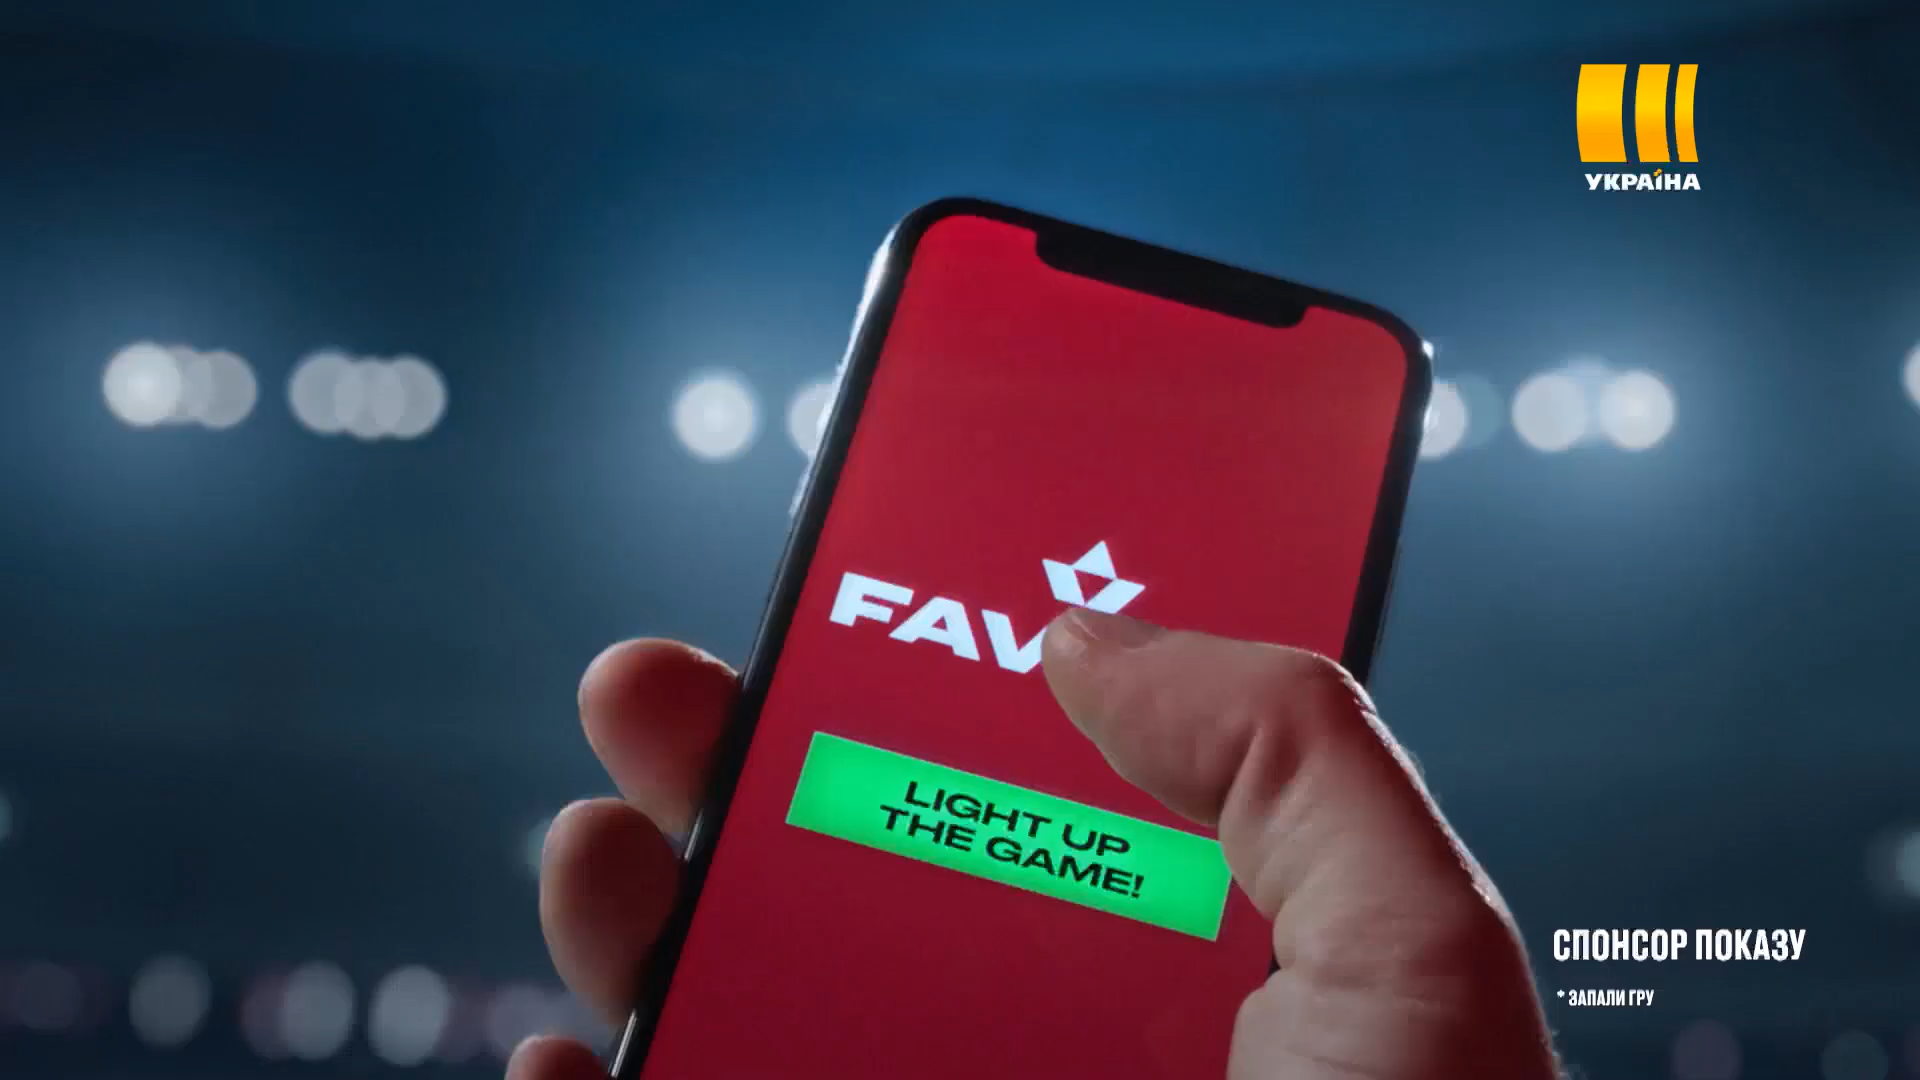 УКРАЇНА
FAV
LIGHT UP
THE GAME!
СПОНСОР ПОКАЗУ
* ЗАПАЛИ ГРУ